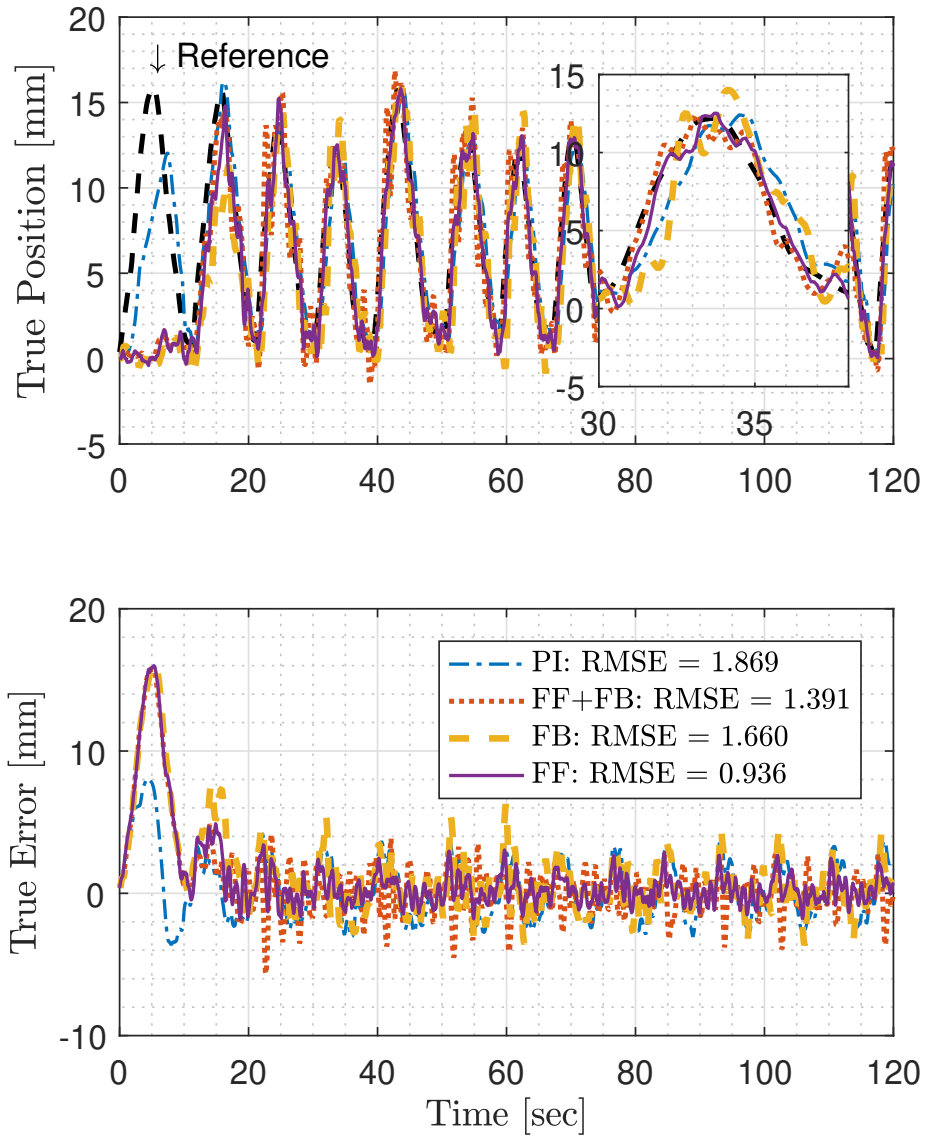 20
15
10
5
0
-5
True Position [mm]
↓ Reference
15
10
5
0
-5
30 35
0 20 40 60 80 100 120
20
10
0
-10
True Error [mm]
PI: RMSE = 1.869
FF+FB: RMSE = 1.391
FB: RMSE = 1.660
FF: RMSE = 0.936
0 20 40 60 80 100 120
Time [sec]